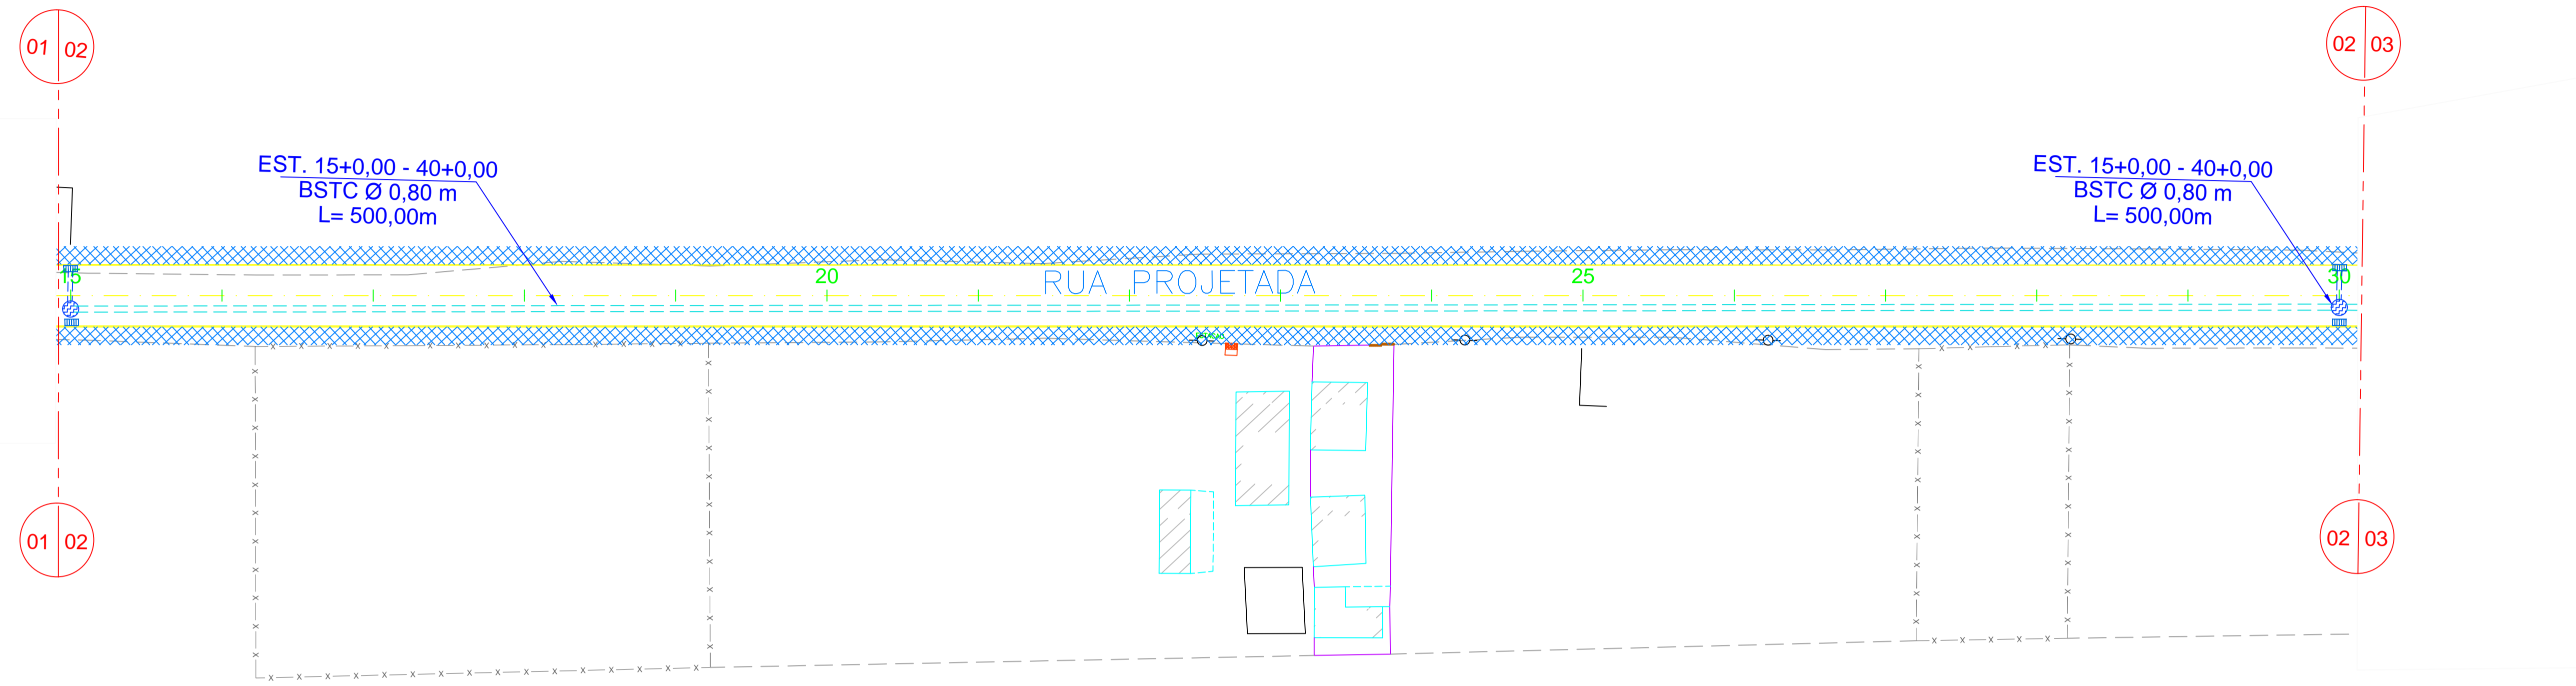 01 02
02 03
EST. 15+0,00 - 40+0,00
BSTC Ø 0,80 m
L= 500,00m
EST. 15+0,00 - 40+0,00
BSTC Ø 0,80 m
L= 500,00m
15
20
RUA PROJETADA
25
30
01 02
02 03